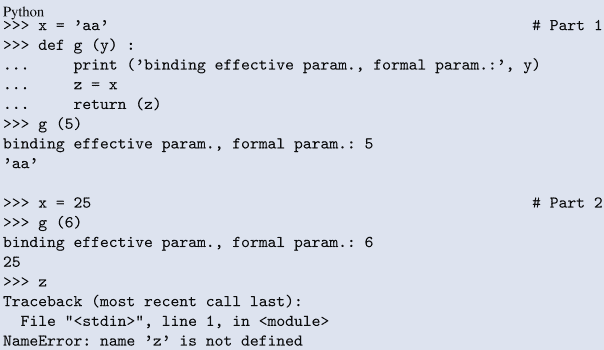 Python
>>> x = ’aa’ # Part 1
>>> def g (y) :
... print (’binding effective param., formal param.:’, y)
... z = x
... return (z)
>>> g (5)
binding effective param., formal param.: 5
’aa’
>>> x = 25 # Part 2
>>> g (6)
binding effective param., formal param.: 6
25
>>> z
Traceback (most recent call last):
File "<stdin>", line 1, in <module>
NameError: name ’z’ is not defined